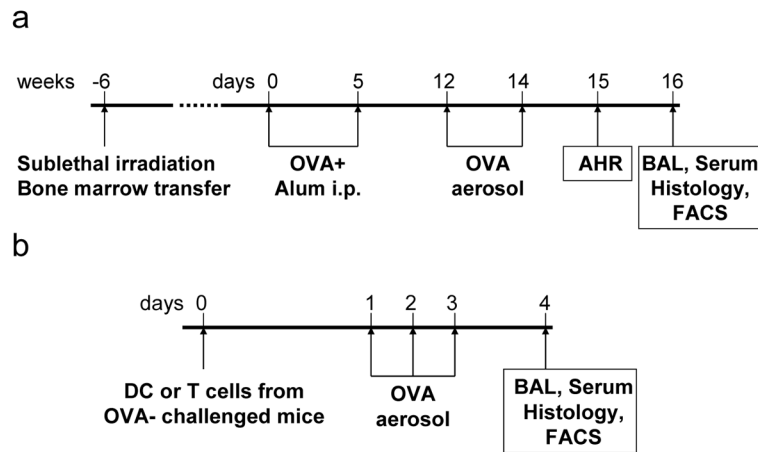 a
weeks -6 days 0 5 12 14 15 16
Sublethal irradiation
Bone marrow transfer
OVA+
Alum i.p.
OVA
aerosol
AHR
BAL, Serum
Histology,
FACS
b
days 0 1 2 3 4
DC or T cells from
OVA- challenged mice
OVA
aerosol
BAL, Serum
Histology,
FACS